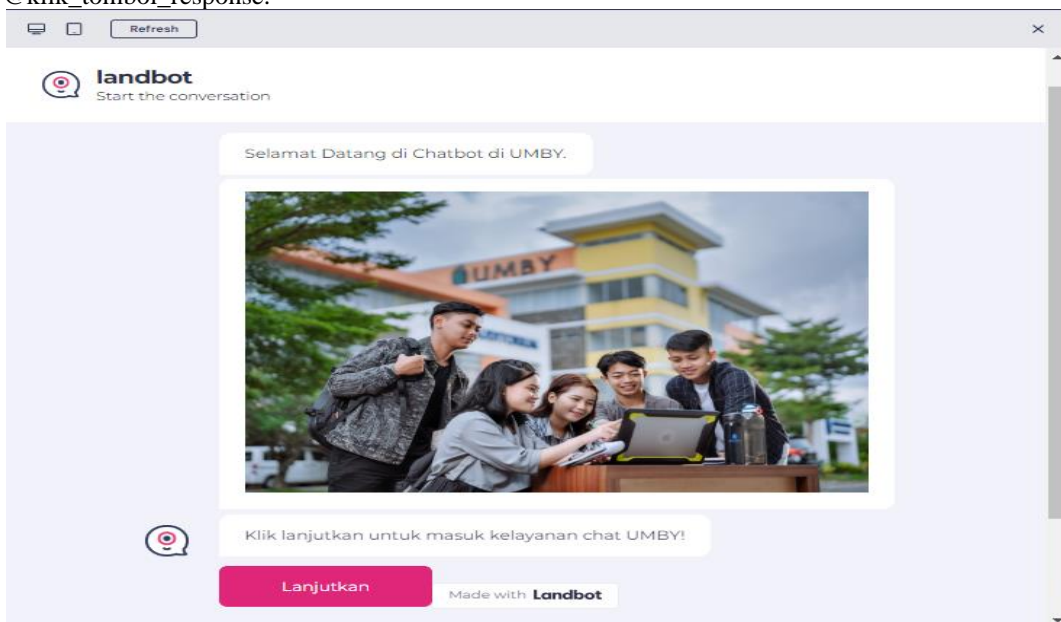 @klik_tombol_response.
Refresh
landbot
Start the conversation
Selamat Datang di Chatbot di UMBY.
UMBY
Klik lanjutkan untuk masuk kelayanan chat UMBY!
Lanjutkan
Made with Landbot